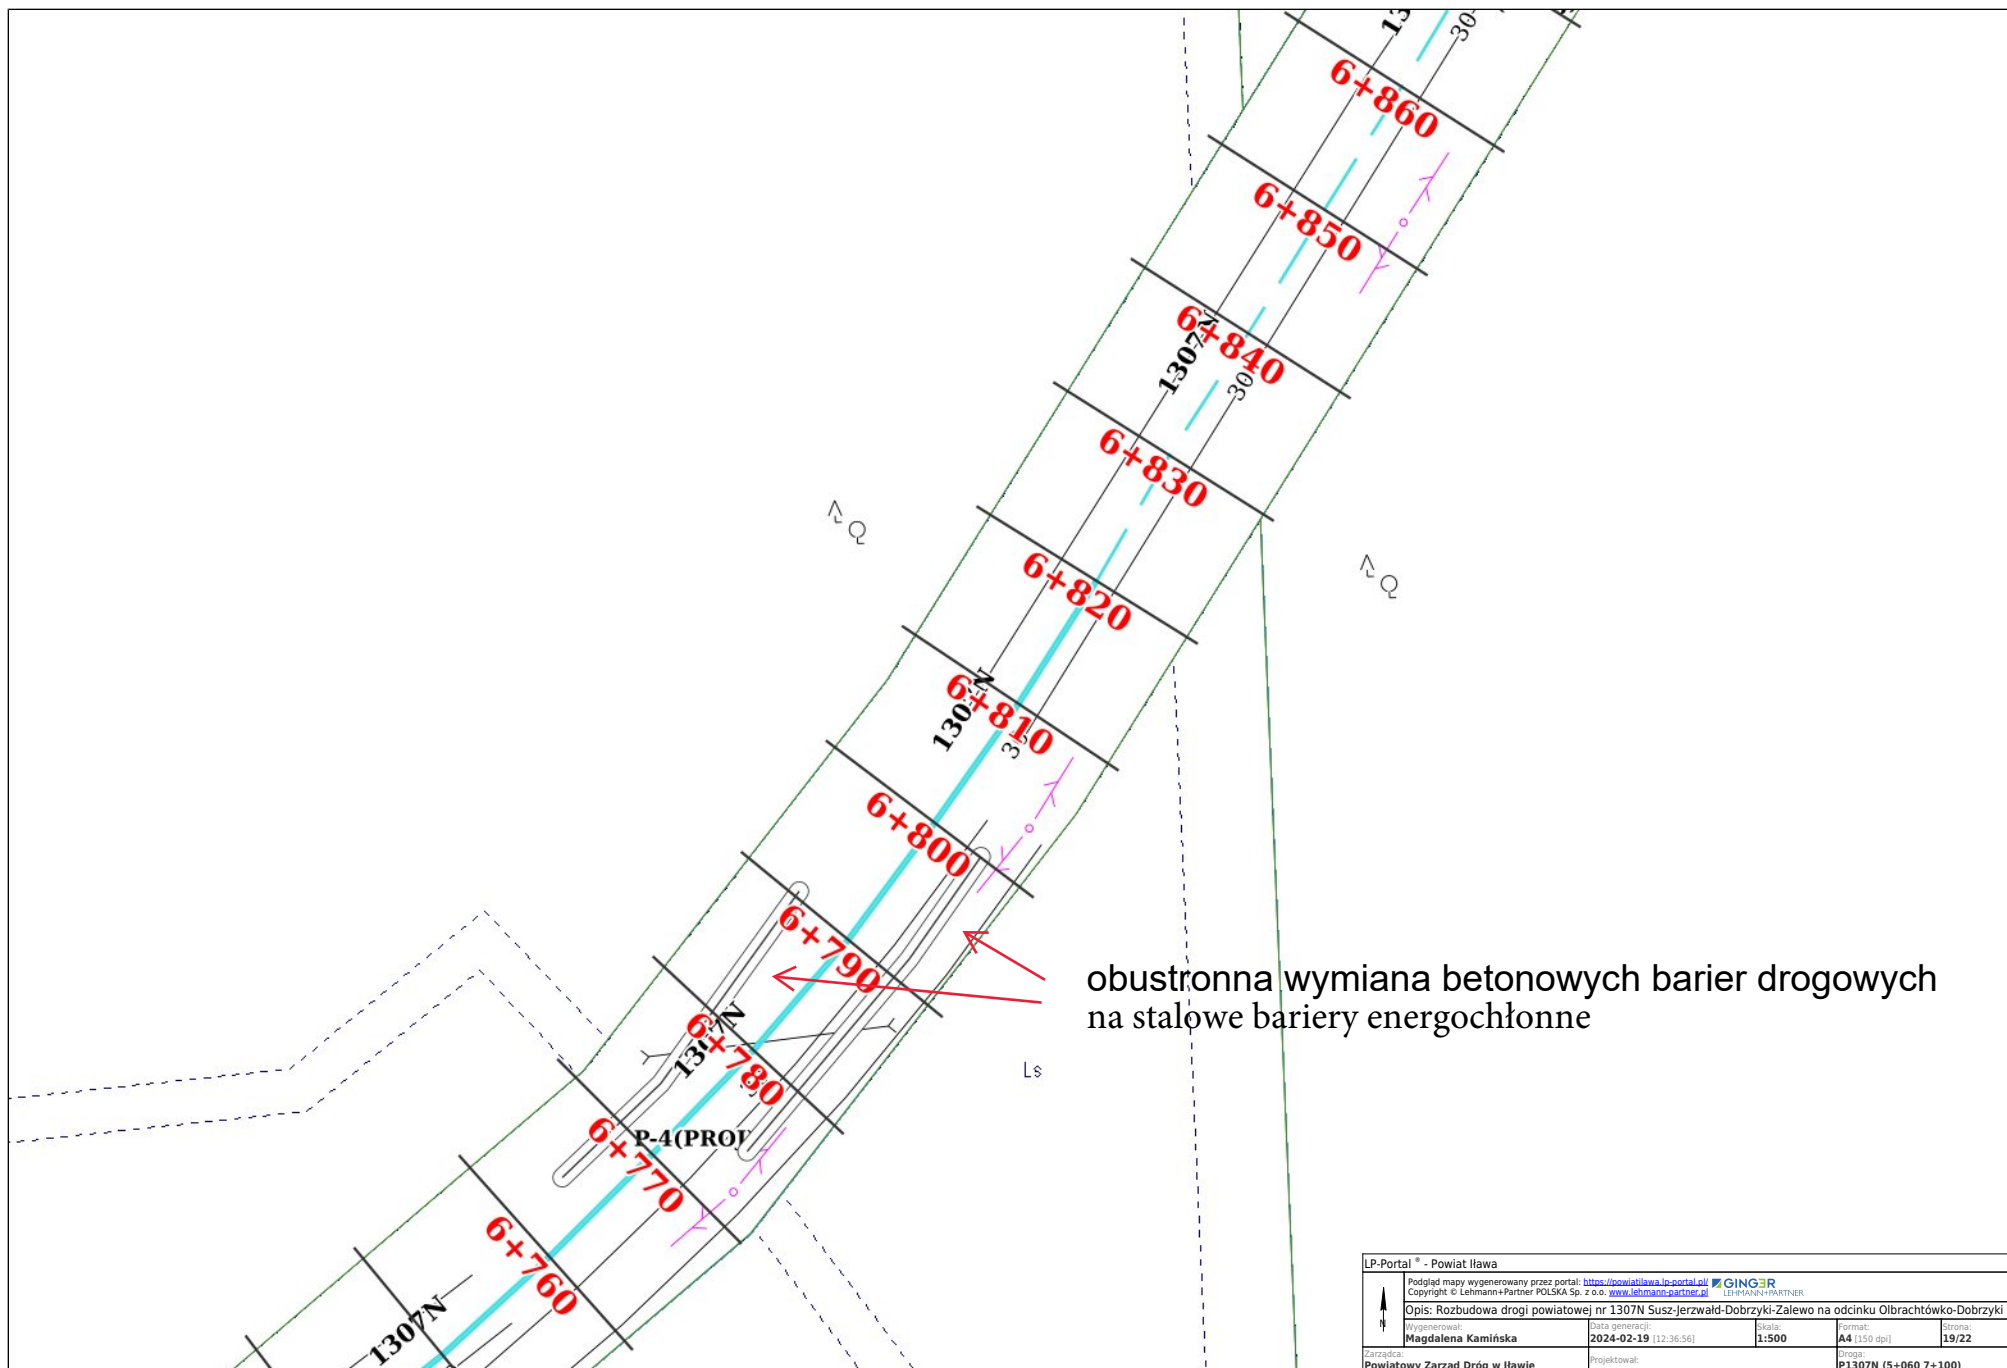 13
30
6+860
6+850
6+840
1307N
30
6+830
6+820
6+810
130 N
3
6+800
6+790
obustronna wymiana betonowych barier drogowych
na stalowe bariery energochłonne
6+780
Ls
P-4(PROJ
6+770
6+760
1307N
LP-Portal ® - Powiat Iława
Podgląd mapy wygenerowany przez portal: https://powiatilawa.lp-portal.pl/
Copyright © Lehmann+Partner POLSKA Sp. z o.o. www.lehmann-partner.pl
GINGER
LEHMANN+PARTNER
N
Opis: Rozbudowa drogi powiatowej nr 1307N Susz-Jerzwałd-Dobrzyki-Zalewo na odcinku Olbrachtówko-Dobrzyki
Wygenerował: Data generacji: Skala: Format: Strona:
Magdalena Kamińska 2024-02-19 [12:36:56] 1:500 A4 [150 dpi] 19/22
Zarządca: Projektował: Droga:
Powiatowy Zarząd Dróg w Iławie P1307N (5+060 7+100)